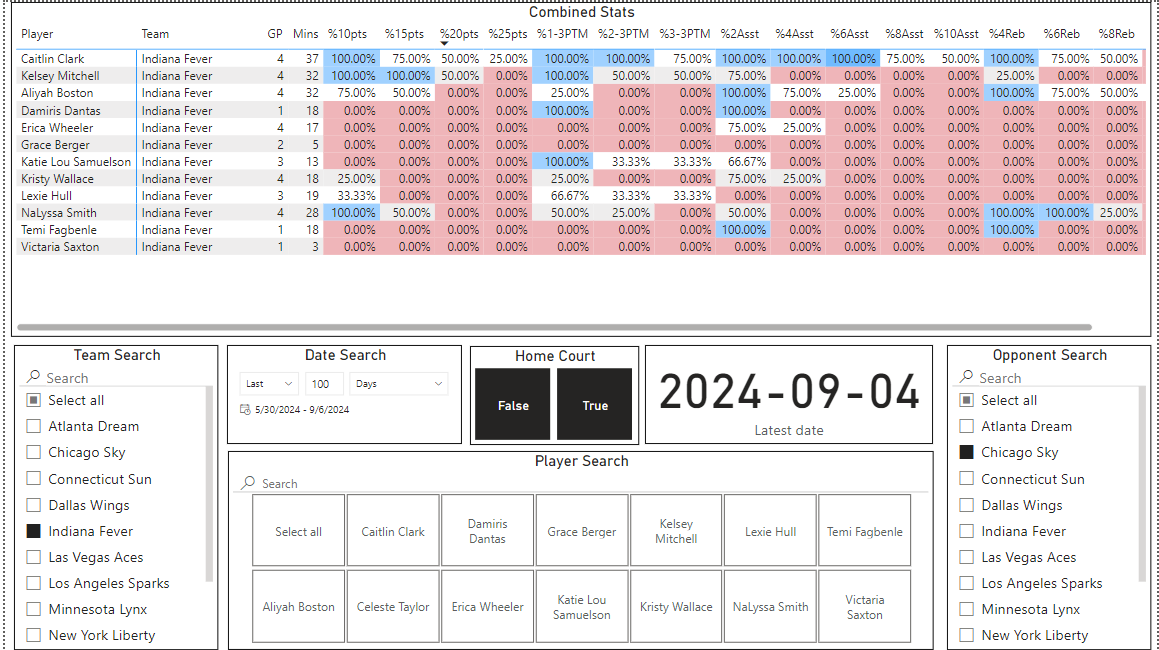 Combined Stats
Player Team GP Mins %10pts %15pts %20pts %25pts %1-3PTM %2-3PTM %3-3PTM %2Asst %4Asst %6Asst %8Asst %10Asst %4Reb %6Reb %8Reb
Caitlin Clark Indiana Fever 4 37 100.00% 75.00% 50.00% 25.00% 100.00% 100.00% 75.00% 100.00% 100.00% 100.00% 75.00% 50.00% 100.00% 75.00% 50.00%
Kelsey Mitchell Indiana Fever 4 32 100.00% 100.00% 50.00% 0.00% 100.00% 50.00% 50.00% 75.00% 0.00% 0.00% 0.00% 0.00% 25.00% 0.00% 0.00%
Aliyah Boston Indiana Fever 4 32 75.00% 50.00% 0.00% 0.00% 25.00% 0.00% 0.00% 100.00% 75.00% 25.00% 0.00% 0.00% 100.00% 75.00% 50.00%
Damiris Dantas Indiana Fever 1 18 0.00% 0.00% 0.00% 0.00% 100.00% 0.00% 0.00% 100.00% 0.00% 0.00% 0.00% 0.00% 0.00% 0.00% 0.00%
Erica Wheeler Indiana Fever 4 17 0.00% 0.00% 0.00% 0.00% 0.00% 0.00% 0.00% 75.00% 25.00% 0.00% 0.00% 0.00% 0.00% 0.00% 0.00%
Grace Berger Indiana Fever 2 5 0.00% 0.00% 0.00% 0.00% 0.00% 0.00% 0.00% 0.00% 0.00% 0.00% 0.00% 0.00% 0.00% 0.00% 0.00%
Katie Lou Samuelson Indiana Fever 3 13 0.00% 0.00% 0.00% 0.00% 100.00% 33.33% 33.33% 66.67% 0.00% 0.00% 0.00% 0.00% 0.00% 0.00% 0.00%
Kristy Wallace Indiana Fever 4 18 25.00% 0.00% 0.00% 0.00% 25.00% 0.00% 0.00% 75.00% 25.00% 0.00% 0.00% 0.00% 0.00% 0.00% 0.00%
Lexie Hull Indiana Fever 3 19 33.33% 0.00% 0.00% 0.00% 66.67% 33.33% 33.33% 0.00% 0.00% 0.00% 0.00% 0.00% 0.00% 0.00% 0.00%
NaLyssa Smith Indiana Fever 4 28 100.00% 50.00% 0.00% 0.00% 50.00% 25.00% 0.00% 50.00% 0.00% 0.00% 0.00% 0.00% 100.00% 100.00% 25.00%
Temi Fagbenle Indiana Fever 1 18 0.00% 0.00% 0.00% 0.00% 0.00% 0.00% 0.00% 100.00% 0.00% 0.00% 0.00% 0.00% 100.00% 0.00% 0.00%
Victaria Saxton Indiana Fever 1 3 0.00% 0.00% 0.00% 0.00% 0.00% 0.00% 0.00% 0.00% 0.00% 0.00% 0.00% 0.00% 0.00% 0.00% 0.00%
Team Search
Search
Select all
Atlanta Dream
Chicago Sky
Connecticut Sun
Dallas Wings
Indiana Fever
Las Vegas Aces
Los Angeles Sparks
Minnesota Lynx
New York Liberty
Date Search
Last 100 Days
5/30/2024 - 9/6/2024
Home Court
False True
2024-09-04
Latest date
Player Search
Search
Select all
Caitlin Clark
Damiris
Dantas
Grace Berger
Kelsey
Mitchell
Lexie Hull
Temi Fagbenle
Aliyah Boston
Celeste Taylor
Erica Wheeler
Katie Lou
Samuelson
Kristy Wallace
NaLyssa Smith
Victaria
Saxton
Opponent Search
Search
Select all
Atlanta Dream
Chicago Sky
Connecticut Sun
Dallas Wings
Indiana Fever
Las Vegas Aces
Los Angeles Sparks
Minnesota Lynx
New York Liberty